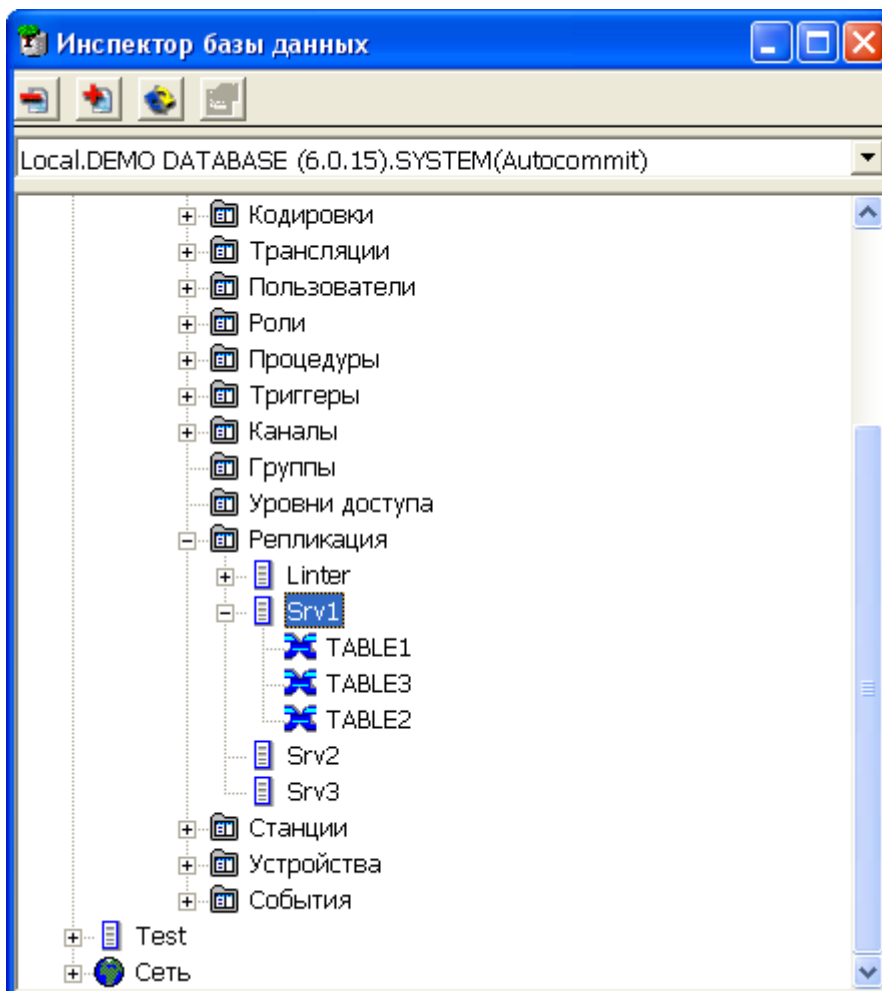 Инспектор базы данных
Local.DEMO DATABASE (6.0.15).SYSTEM(Autocommit)
Кодировки
Трансляции
Пользователи
Роли
Процедуры
Триггеры
Каналы
Группы
Уровни доступа
Репликация
Linter
Srv1
TABLE1
TABLE3
TABLE2
Srv2
Srv3
Станции
Устройства
События
Test
Сеть